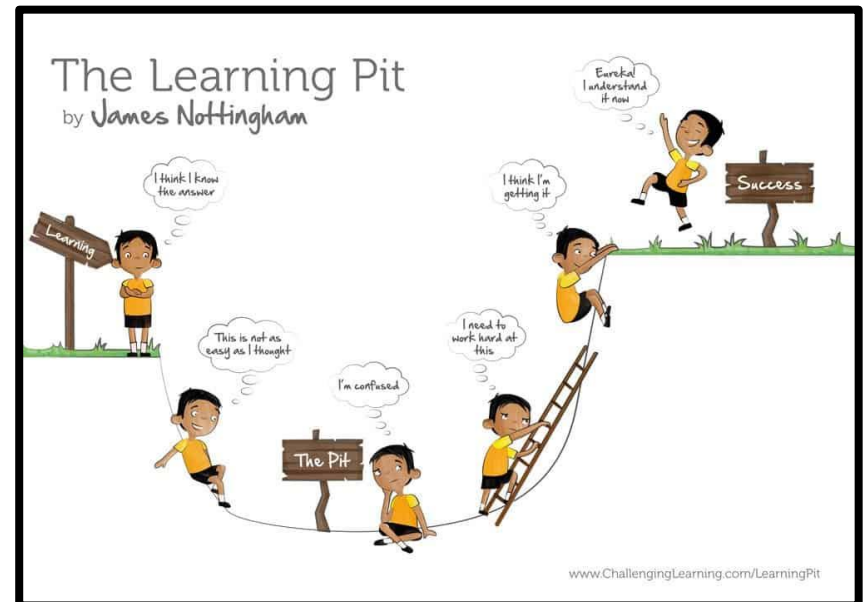 The Learning Pit
by James Nottingham
I think I know
the answer
Learning
This is not as
easy as I thought
The Pit
I'm confused
I need to
work hard at
this
I think I'm
getting it
Eureka!
I understand
it now
Success
www.ChallengingLearning.com/LearningPit